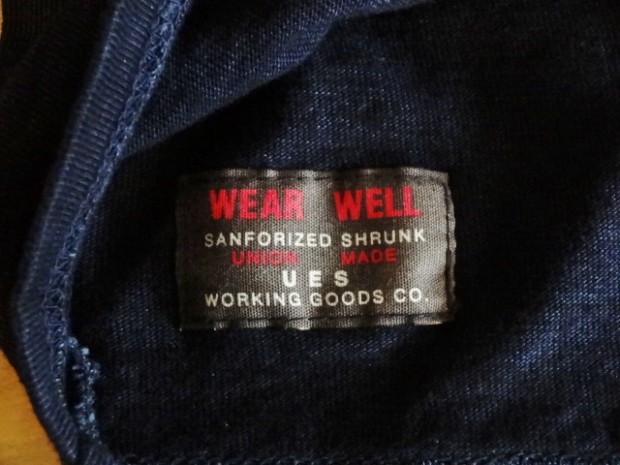 WEAR WELL
SANFORIZED SHRUNK
UNION MADE
UES
WORKING GOODS CO.